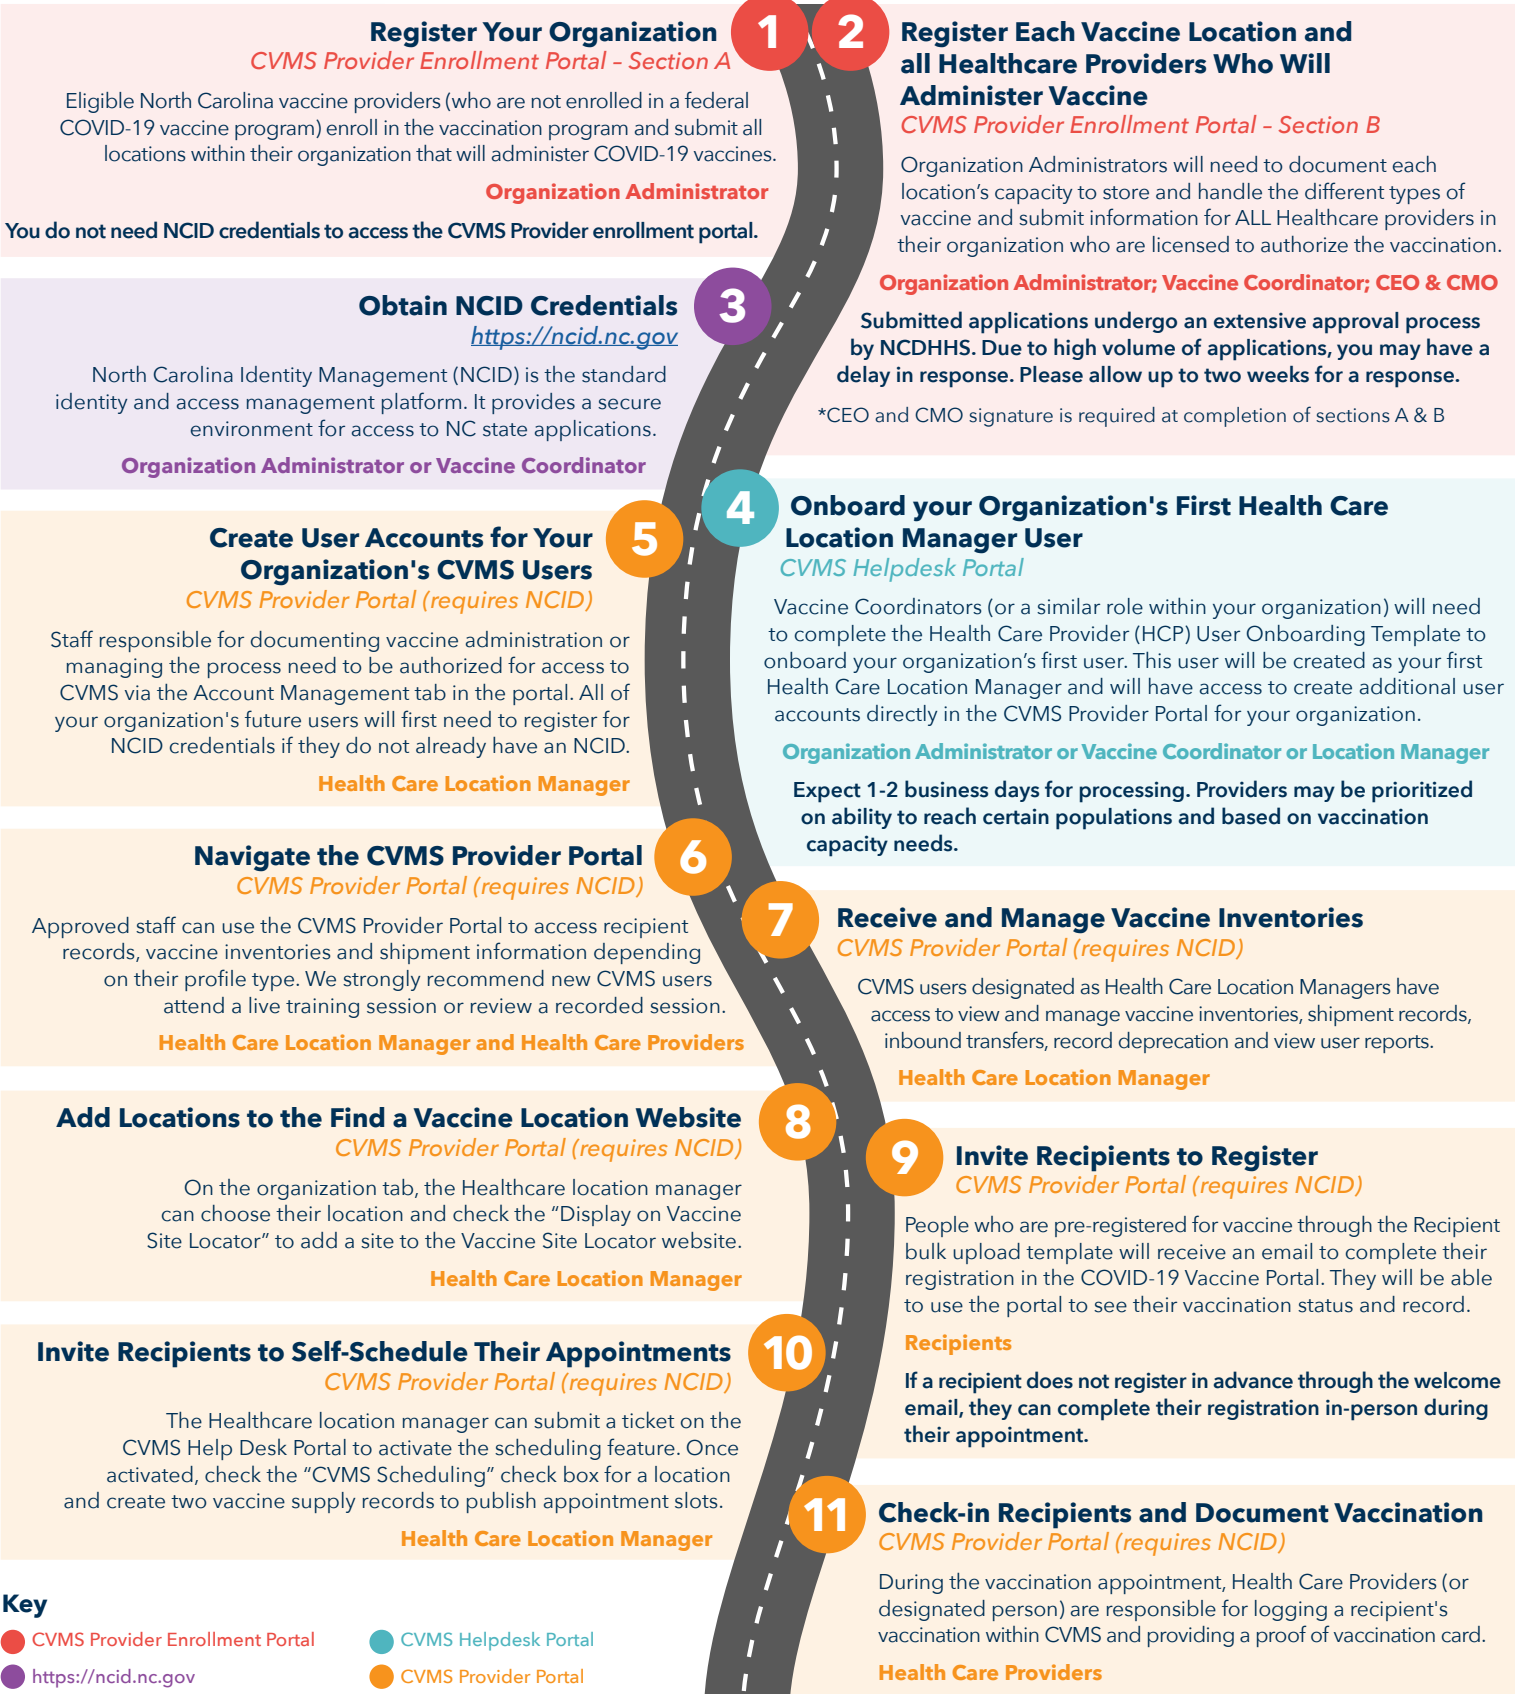 1
Register Your Organization
CVMS Provider Enrollment Portal – Section A
Eligible North Carolina vaccine providers (who are not enrolled in a federal
COVID-19 vaccine program) enroll in the vaccination program and submit all
locations within their organization that will administer COVID-19 vaccines.
Organization Administrator
You do not need NCID credentials to access the CVMS Provider enrollment portal.
2
Register Each Vaccine Location and
all Healthcare Providers Who Will
Administer Vaccine
CVMS Provider Enrollment Portal – Section B
Organization Administrators will need to document each
location’s capacity to store and handle the different types of
vaccine and submit information for ALL Healthcare providers in
their organization who are licensed to authorize the vaccination.
Organization Administrator; Vaccine Coordinator; CEO & CMO
Submitted applications undergo an extensive approval process
by NCDHHS. Due to high volume of applications, you may have a
delay in response. Please allow up to two weeks for a response.
*CEO and CMO signature is required at completion of sections A & B
3
Obtain NCID Credentials
https://ncid.nc.gov
North Carolina Identity Management (NCID) is the standard
identity and access management platform. It provides a secure
environment for access to NC state applications.
Organization Administrator or Vaccine Coordinator
4
Onboard your Organization's First Health Care
Location Manager User
CVMS Helpdesk Portal
Vaccine Coordinators (or a similar role within your organization) will need
to complete the Health Care Provider (HCP) User Onboarding Template to
onboard your organization’s first user. This user will be created as your first
Health Care Location Manager and will have access to create additional user
accounts directly in the CVMS Provider Portal for your organization.
Organization Administrator or Vaccine Coordinator or Location Manager
Expect 1-2 business days for processing. Providers may be prioritized
on ability to reach certain populations and based on vaccination
capacity needs.
5
Create User Accounts for Your
Organization's CVMS Users
CVMS Provider Portal (requires NCID)
Staff responsible for documenting vaccine administration or
managing the process need to be authorized for access to
CVMS via the Account Management tab in the portal. All of
your organization's future users will first need to register for
NCID credentials if they do not already have an NCID.
Health Care Location Manager
6
Navigate the CVMS Provider Portal
CVMS Provider Portal (requires NCID)
Approved staff can use the CVMS Provider Portal to access recipient
records, vaccine inventories and shipment information depending
on their profile type. We strongly recommend new CVMS users
attend a live training session or review a recorded session.
Health Care Location Manager and Health Care Providers
7
Receive and Manage Vaccine Inventories
CVMS Provider Portal (requires NCID)
CVMS users designated as Health Care Location Managers have
access to view and manage vaccine inventories, shipment records,
inbound transfers, record deprecation and view user reports.
Health Care Location Manager
8
Add Locations to the Find a Vaccine Location Website
CVMS Provider Portal (requires NCID)
On the organization tab, the Healthcare location manager
can choose their location and check the “Display on Vaccine
Site Locator” to add a site to the Vaccine Site Locator website.
Health Care Location Manager
9
Invite Recipients to Register
CVMS Provider Portal (requires NCID)
People who are pre-registered for vaccine through the Recipient
bulk upload template will receive an email to complete their
registration in the COVID-19 Vaccine Portal. They will be able
to use the portal to see their vaccination status and record.
Recipients
If a recipient does not register in advance through the welcome
email, they can complete their registration in-person during
their appointment.
10
Invite Recipients to Self-Schedule Their Appointments
CVMS Provider Portal (requires NCID)
The Healthcare location manager can submit a ticket on the
CVMS Help Desk Portal to activate the scheduling feature. Once
activated, check the “CVMS Scheduling” check box for a location
and create two vaccine supply records to publish appointment slots.
Health Care Location Manager
11
Check-in Recipients and Document Vaccination
CVMS Provider Portal (requires NCID)
During the vaccination appointment, Health Care Providers (or
designated person) are responsible for logging a recipient's
vaccination within CVMS and providing a proof of vaccination card.
Health Care Providers
Key
CVMS Provider Enrollment Portal
https://ncid.nc.gov
CVMS Helpdesk Portal
CVMS Provider Portal